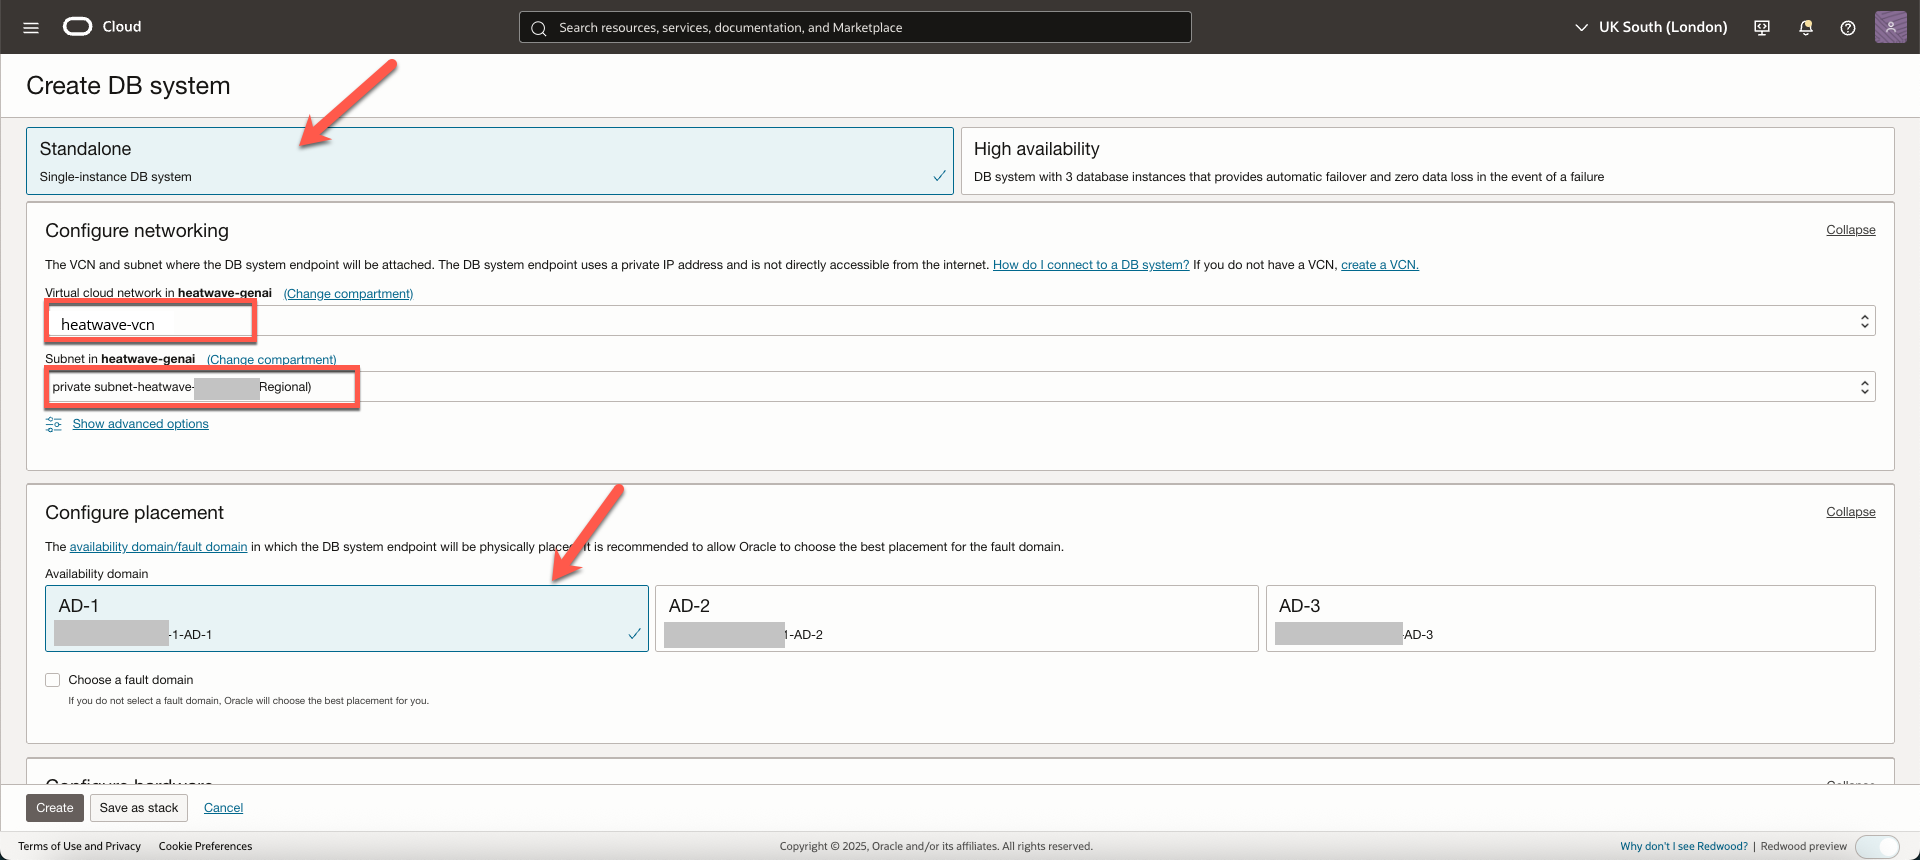 Cloud
Search resources, services, documentation, and Marketplace
UK South (London)
Create DB system
Standalone
Single-instance DB system
High availability
DB system with 3 database instances that provides automatic failover and zero data loss in the event of a failure
Configure networking
Collapse
The VCN and subnet where the DB system endpoint will be attached. The DB system endpoint uses a private IP address and is not directly accessible from the internet. How do I connect to a DB system? If you do not have a VCN, create a VCN.
Virtual cloud network in heatwave-genai (Change compartment)
heatwave-vcn
Subnet in heatwave-genai (Change compartment)
private subnet-heatwave- Regional)
Show advanced options
Configure placement
Collapse
The availability domain/fault domain in which the DB system endpoint will be physically place It is recommended to allow Oracle to choose the best placement for the fault domain.
Availability domain
AD-1
-1-AD-1
AD-2
1-AD-2
AD-3
-AD-3
Choose a fault domain
If you do not select a fault domain, Oracle will choose the best placement for you.
Configure hardware
Collapse
Create
Save as stack
Cancel
Terms of Use and Privacy
Cookie Preferences
Copyright © 2025, Oracle and/or its affiliates. All rights reserved.
Why don't I see Redwood? | Redwood preview